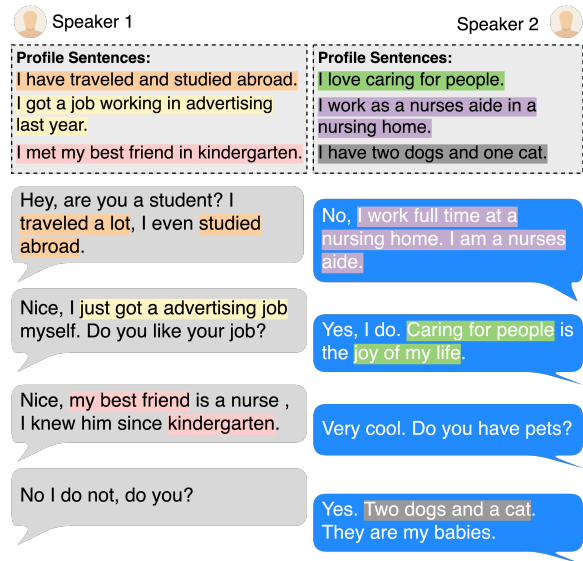 Speaker 1
Speaker 2
Profile Sentences:
I have traveled and studied abroad.
I got a job working in advertising
last year.
I met my best friend in kindergarten.
Profile Sentences:
I love caring for people.
I work as a nurses aide in a
nursing home.
I have two dogs and one cat.
Hey, are you a student? I
traveled a lot, I even studied
abroad.
No, I work full time at a
nursing home. I am a nurses
aide.
Nice, I just got a advertising job
myself. Do you like your job?
Yes, I do. Caring for people is
the joy of my life.
Nice, my best friend is a nurse ,
I knew him since kindergarten.
Very cool. Do you have pets?
No I do not, do you?
Yes. Two dogs and a cat.
They are my babies.